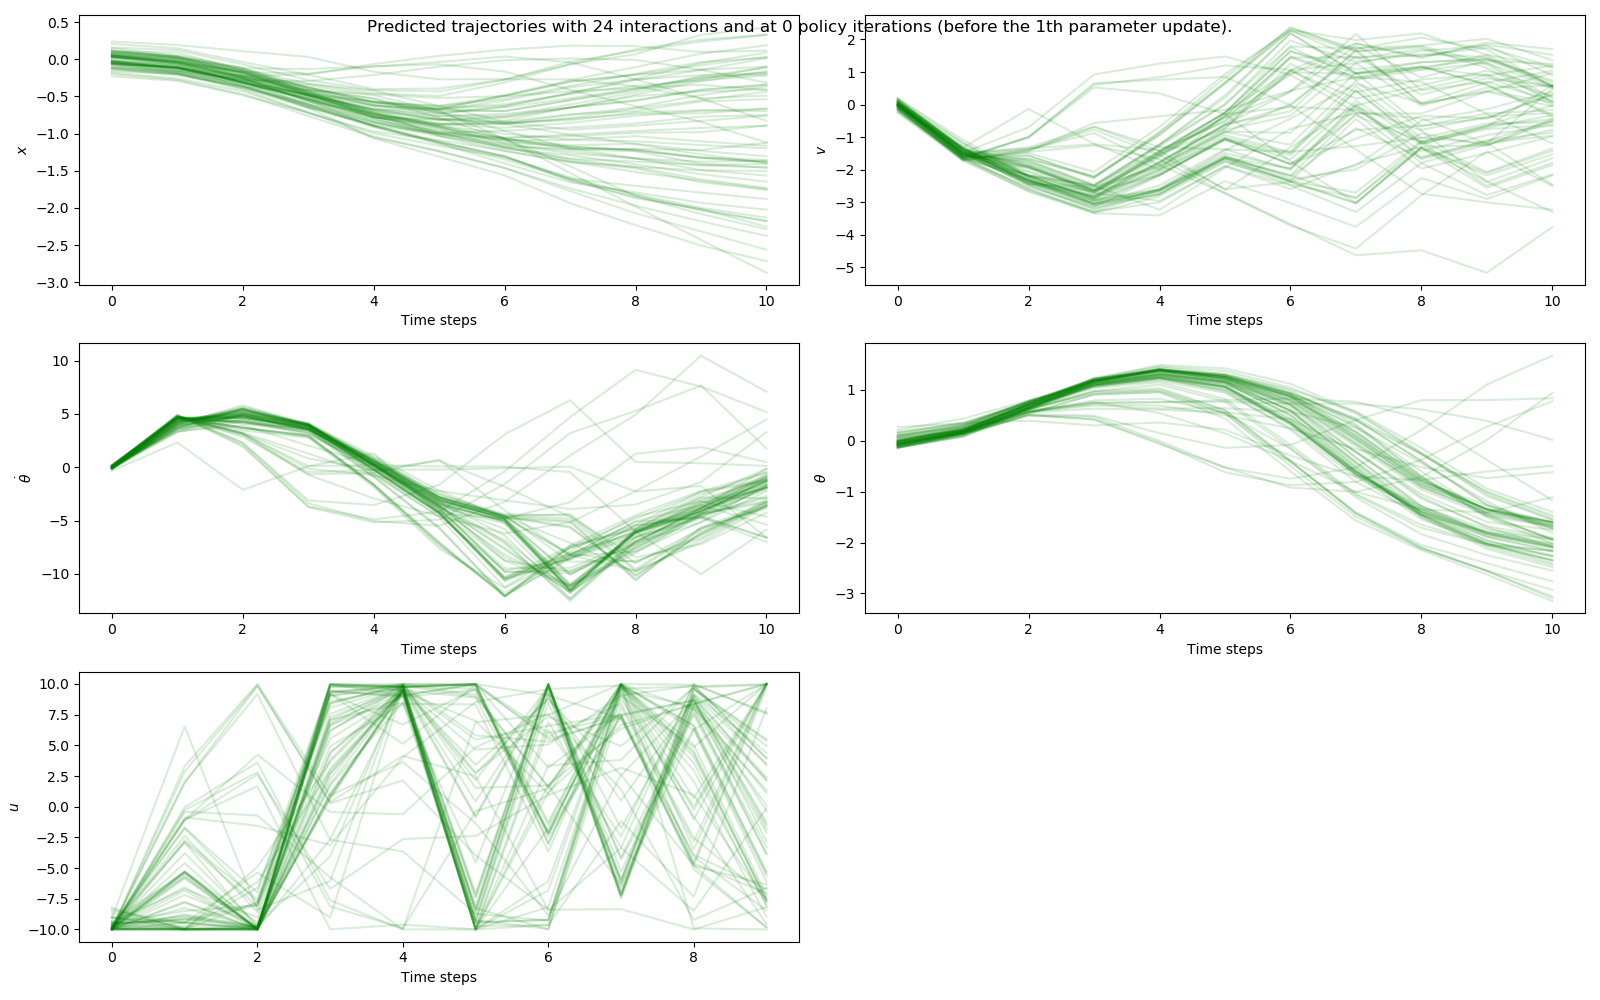 Predicted trajectories with 24 interactions and at 0 policy iterations (before the 1th parameter update).
0.5
0.0
−0.5
−1.0
−1.5
−2.0
−2.5
−3.0
x
0 2 4 6 8 10
Time steps
2
1
0
−1
−2
−3
−4
−5
v
0 2 4 6 8 10
Time steps
10
5
0
−5
−10
θ̇
0 2 4 6 8 10
Time steps
1
0
−1
−2
−3
θ
0 2 4 6 8 10
Time steps
10.0
7.5
5.0
2.5
0.0
−2.5
−5.0
−7.5
−10.0
u
0 2 4 6 8
Time steps